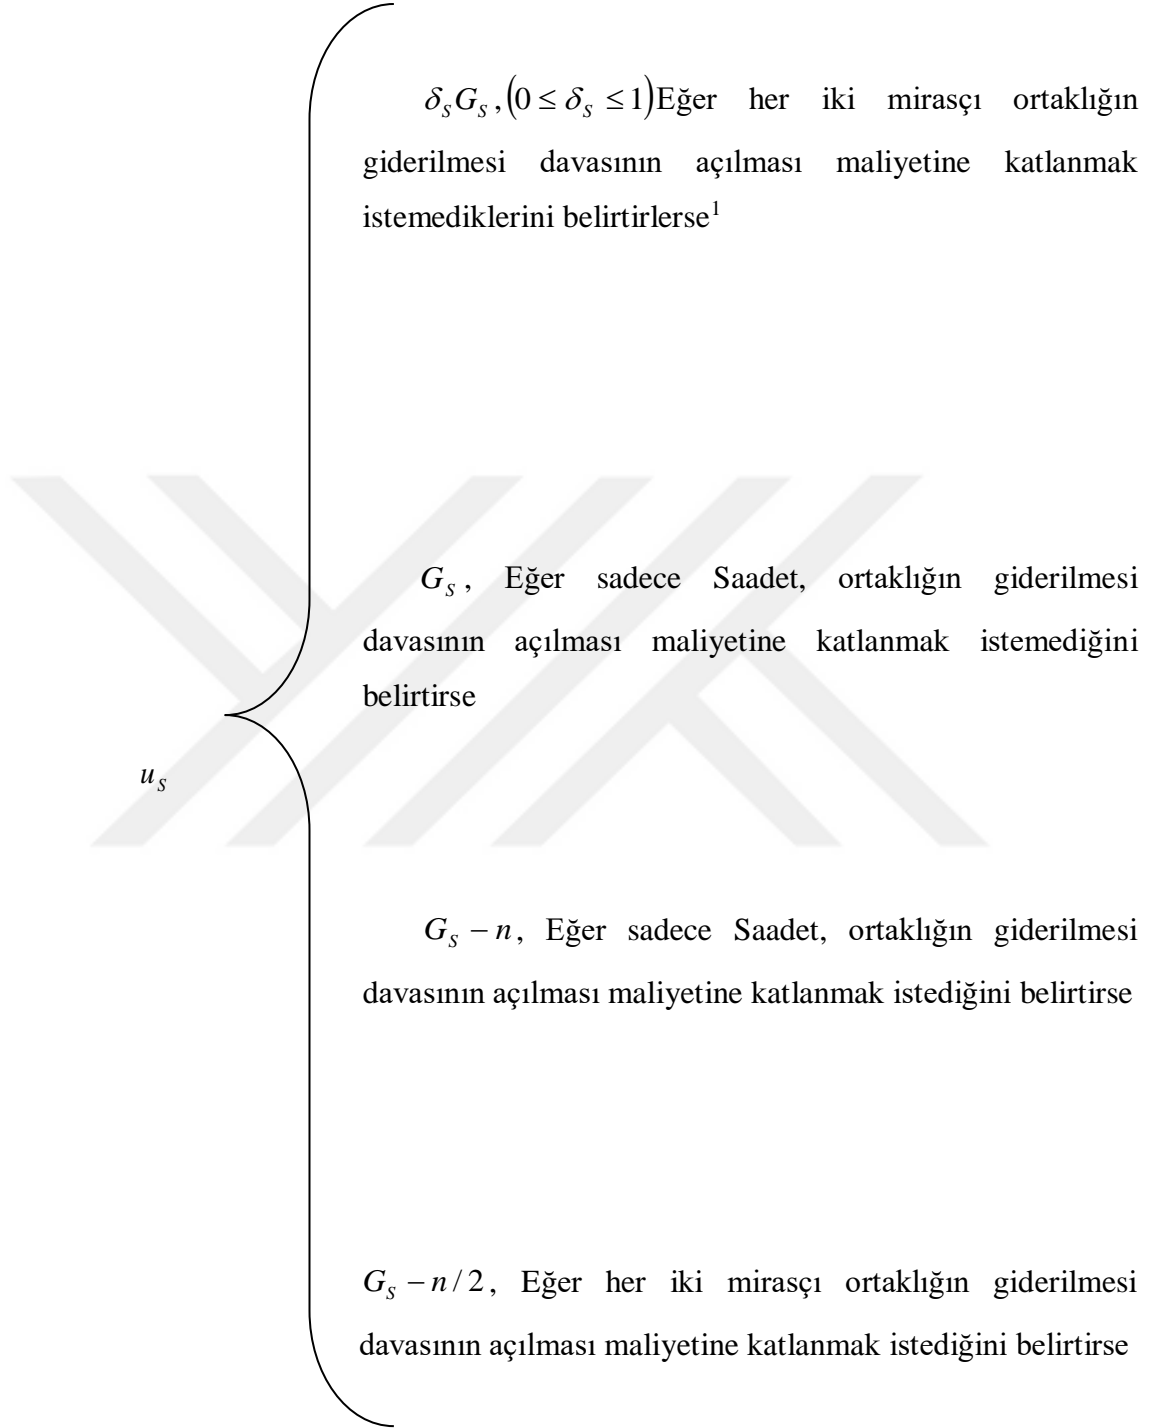 δ_S G_S, (0 ≤ δ_S ≤ 1)Eğer her iki mirasçı ortaklığın
giderilmesi davasının açılması maliyetine katlanmak
istemediklerini belirtirlerse¹
G_S, Eğer sadece Saadet, ortaklığın giderilmesi
davasının açılması maliyetine katlanmak istemediğini
belirtirse
u_S
G_S − n, Eğer sadece Saadet, ortaklığın giderilmesi
davasının açılması maliyetine katlanmak istediğini belirtirse
G_S − n / 2, Eğer her iki mirasçı ortaklığın giderilmesi
davasının açılması maliyetine katlanmak istediğini belirtirse